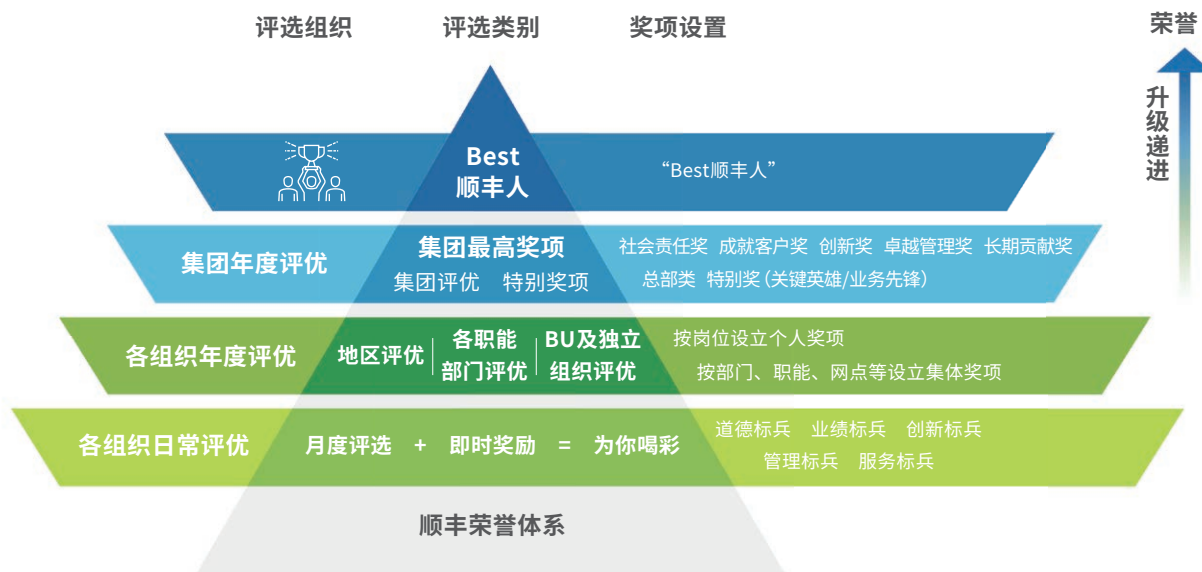 评选组织 评选类别 奖项设置
荣誉
升级递进
Best
顺丰人
“Best顺丰人”
集团年度评优
集团最高奖项
集团评优 特别奖项
社会责任奖 成就客户奖 创新奖 卓越管理奖 长期贡献奖
总部类 特别奖(关键英雄/业务先锋)
各组织年度评优
地区评优
各职能
部门评优
BU及独立
组织评优
按岗位设立个人奖项
按部门、职能、网点等设立集体奖项
各组织日常评优
月度评选 + 即时奖励 = 为你喝彩
道德标兵 业绩标兵 创新标兵
管理标兵 服务标兵
顺丰荣誉体系